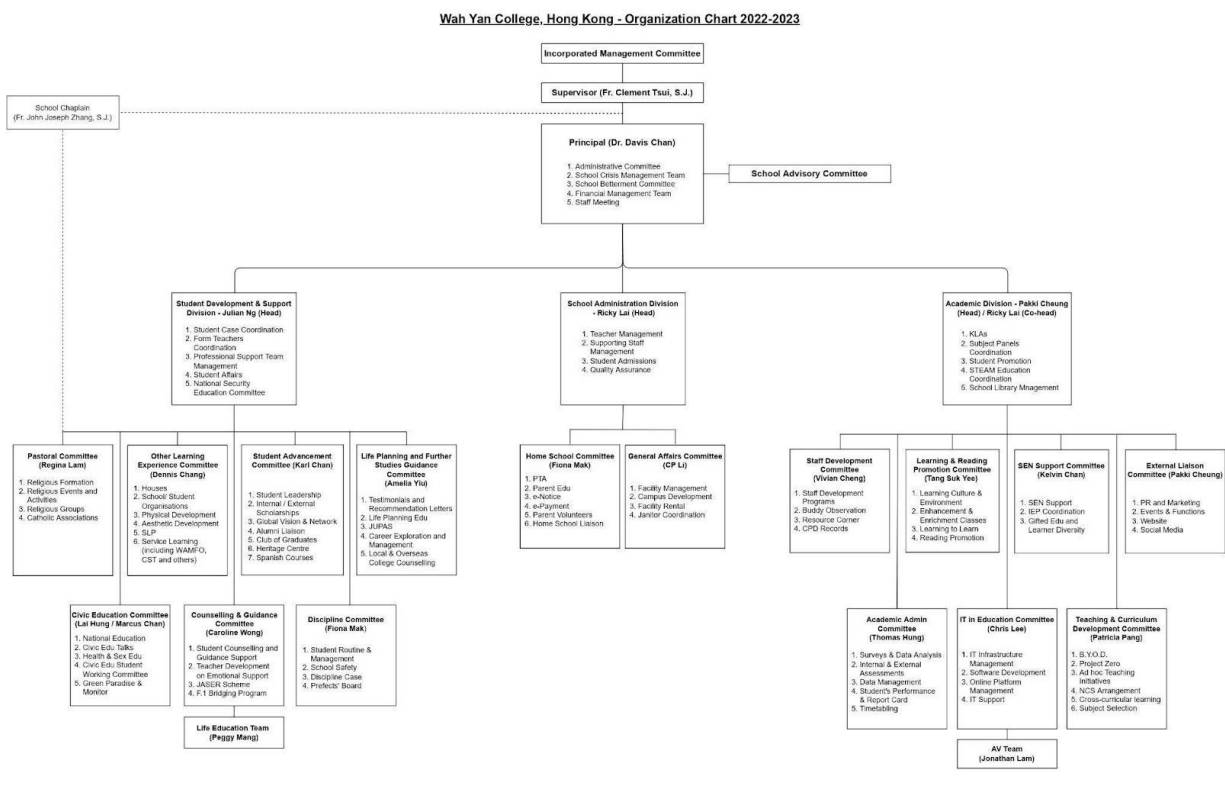 Wah Yan College, Hong Kong - Organization Chart 2022-2023
Incorporated Management Committee
Supervisor (Fr. Clement Tsui, S.J.)
School Chaplain
(Fr. John Joseph Zhang, S.J.)
Principal (Dr. Davis Chan)
1. Administrative Committee
2. School Crisis Management Team
3. School Betterment Committee
4. Financial Management Team
5. Staff Meeting
School Advisory Committee
Student Development & Support
Division - Julian Ng (Head)
1. Student Case Coordination
2. Form Teachers
Coordination
3. Professional Support Team
Management
4. Student Affairs
5. National Security
Education Committee
School Administration Division
- Ricky Lai (Head)
1. Teacher Management
2. Supporting Staff
Management
3. Student Admissions
4. Quality Assurance
Academic Division - Pakki Cheung
(Head) / Ricky Lai (Co-head)
1. KLAs
2. Subject Panels
Coordination
3. Student Promotion
4. STEAM Education
Coordination
5. School Library Mnagement
Pastoral Committee
(Regina Lam)
1. Religious Formation
2. Religious Events and
Activities
3. Religious Groups
4. Catholic Associations
Other Learning
Experience Committee
(Dennis Chang)
1. Houses
2. School/ Student
Organisations
3. Physical Development
4. Aesthetic Development
5. SLP
6. Service Learning
(including WAMFO,
CST and others)
Student Advancement
Committee (Karl Chan)
1. Student Leadership
2. Internal / External
Scholarships
3. Global Vision & Network
4. Alumni Liaison
5. Club of Graduates
6. Heritage Centre
7. Spanish Courses
Life Planning and Further
Studies Guidance
Committee
(Amelia Yiu)
1. Testimonials and
Recommendation Letters
2. Life Planning Edu
3. JUPAS
4. Career Exploration and
Management
5. Local & Overseas
College Counselling
Home School Committee
(Fiona Mak)
1. PTA
2. Parent Edu
3. e-Notice
4. e-Payment
5. Parent Volunteers
6. Home School Liaison
General Affairs Committee
(CP Li)
1. Facility Management
2. Campus Development
3. Facility Rental
4. Janitor Coordination
Staff Development
Committee
(Vivian Cheng)
1. Staff Development
Programs
2. Buddy Observation
3. Resource Corner
4. CPD Records
Learning & Reading
Promotion Committee
(Tang Suk Yee)
1. Learning Culture &
Environment
2. Enhancement &
Enrichment Classes
3. Learning to Learn
4. Reading Promotion
SEN Support Committee
(Kelvin Chan)
1. SEN Support
2. IEP Coordination
3. Gifted Edu and
Learner Diversity
External Liaison
Committee (Pakki Cheung)
1. PR and Marketing
2. Events & Functions
3. Website
4. Social Media
Civic Education Committee
(Lai Hung / Marcus Chan)
1. National Education
2. Civic Edu Talks
3. Health & Sex Edu
4. Civic Edu Student
Working Committee
5. Green Paradise &
Monitor
Counselling & Guidance
Committee
(Caroline Wong)
1. Student Counselling and
Guidance Support
2. Teacher Development
on Emotional Support
3. JASER Scheme
4. F.1 Bridging Program
Discipline Committee
(Fiona Mak)
1. Student Routine &
Management
2. School Safety
3. Discipline Case
4. Prefects' Board
Life Education Team
(Peggy Mang)
Academic Admin
Committee
(Thomas Hung)
1. Surveys & Data Analysis
2. Internal & External
Assessments
3. Data Management
4. Student's Performance
& Report Card
5. Timetabling
IT in Education Committee
(Chris Lee)
1. IT Infrastructure
Management
2. Software Development
3. Online Platform
Management
4. IT Support
Teaching & Curriculum
Development Committee
(Patricia Pang)
1. B.Y.O.D.
2. Project Zero
3. Ad hoc Teaching
Initiatives
4. NCS Arrangement
5. Cross-curricular learning
6. Subject Selection
AV Team
(Jonathan Lam)